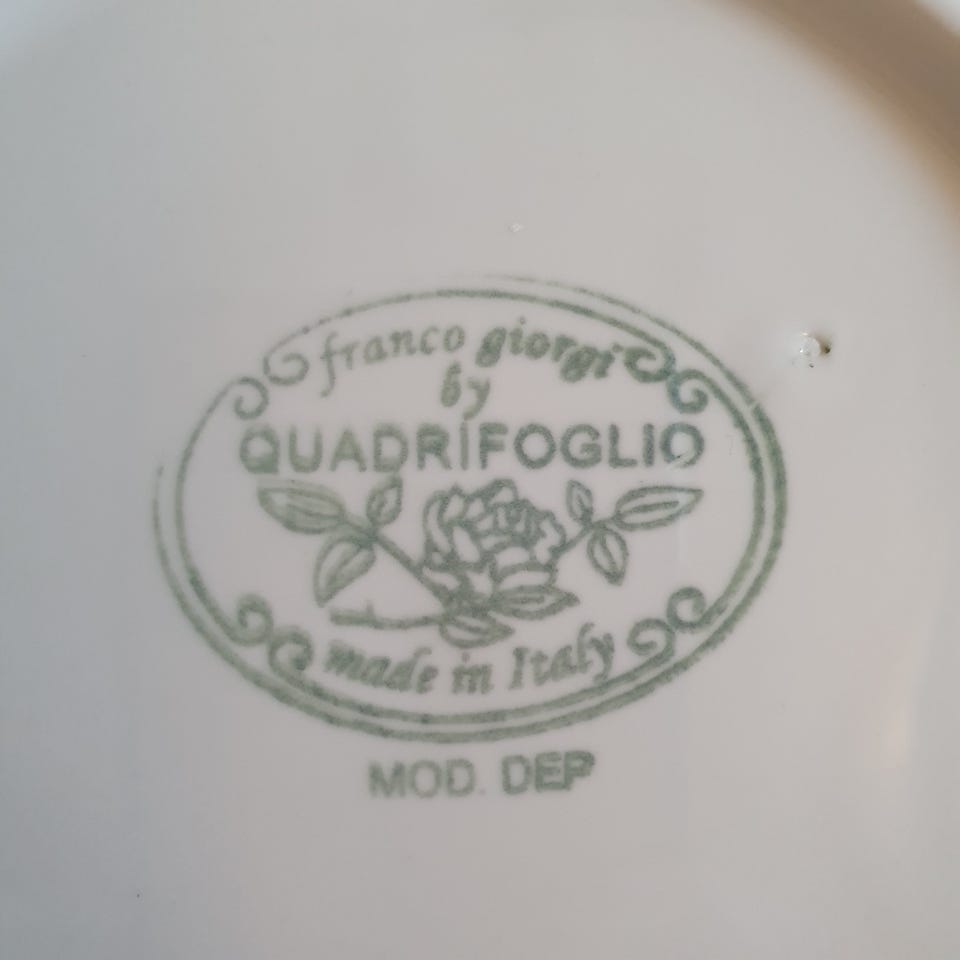 franco giorgi
by
QUADRIFOGLIO
made in Italy
MOD. DEP